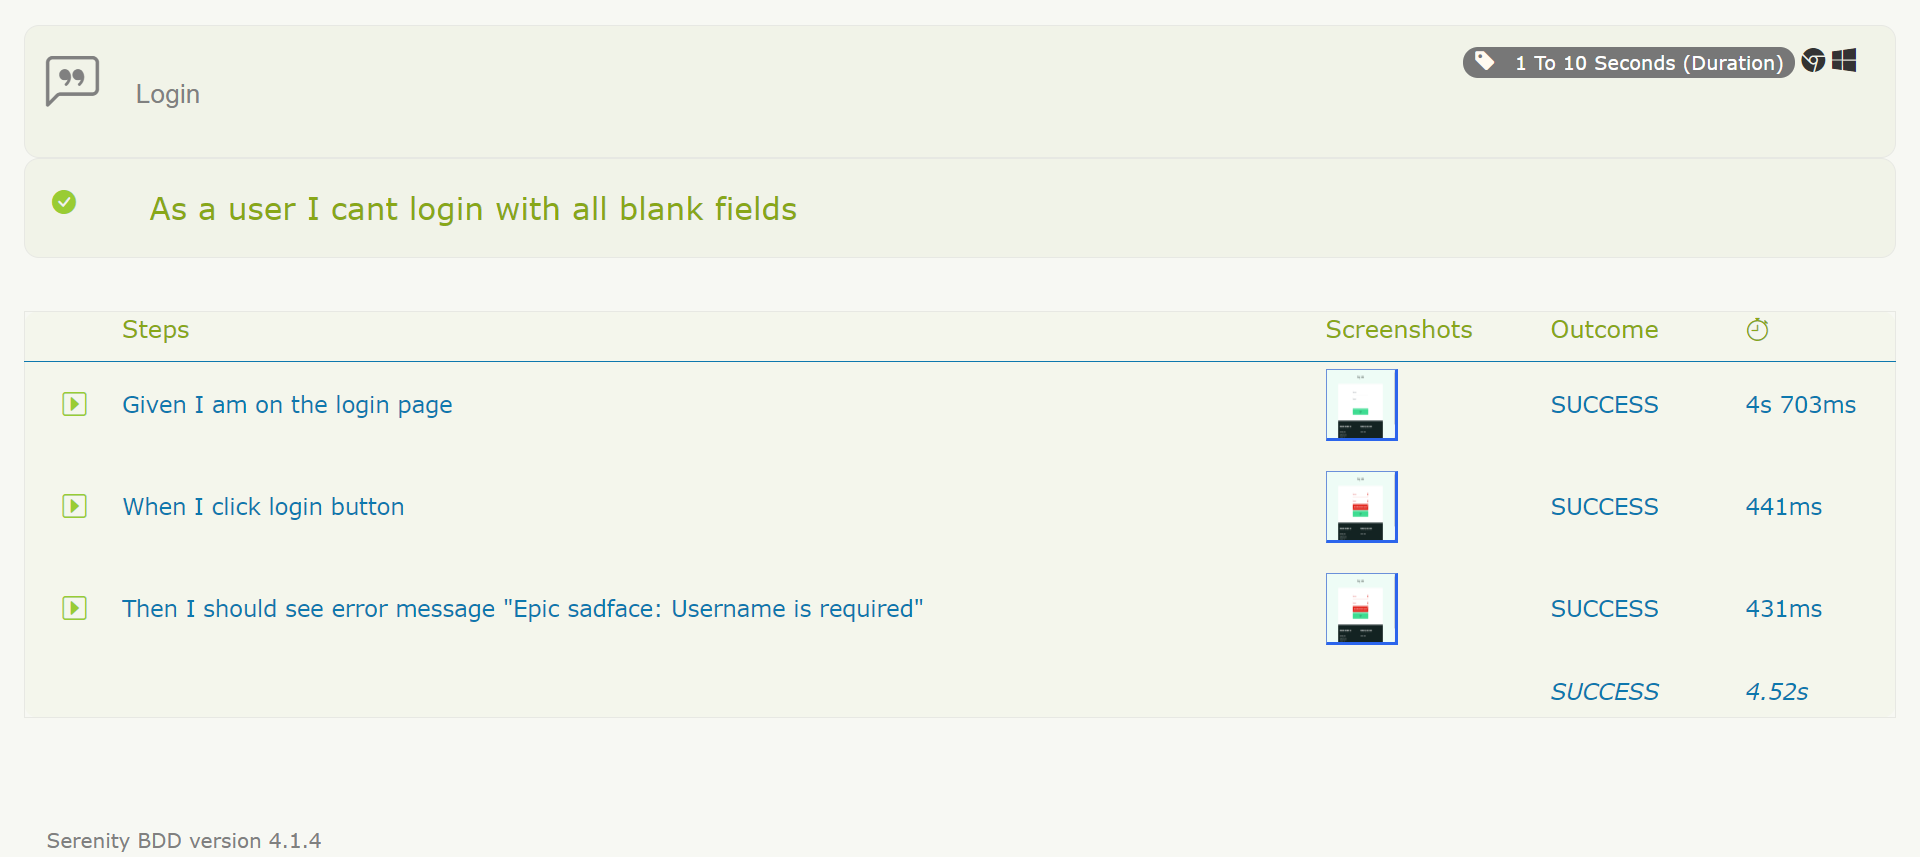 Login
1 To 10 Seconds (Duration)
As a user I cant login with all blank fields
Steps Screenshots Outcome
Given I am on the login page SUCCESS 4s 703ms
When I click login button SUCCESS 441ms
Then I should see error message "Epic sadface: Username is required" SUCCESS 431ms
SUCCESS 4.52s
Serenity BDD version 4.1.4